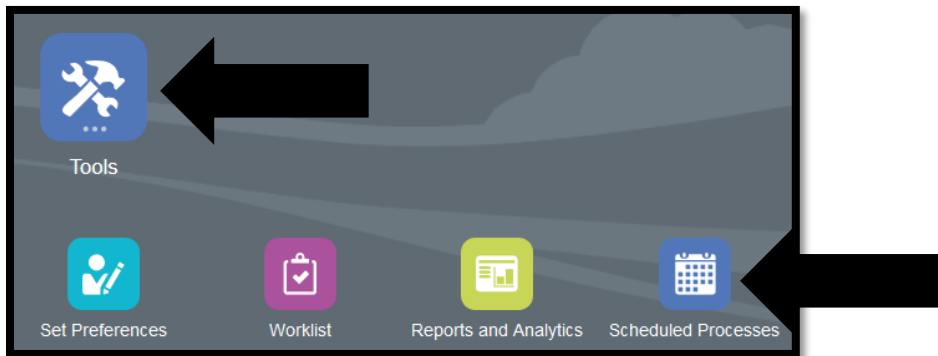 Tools
Set Preferences
Worklist
Reports and Analytics
Scheduled Processes